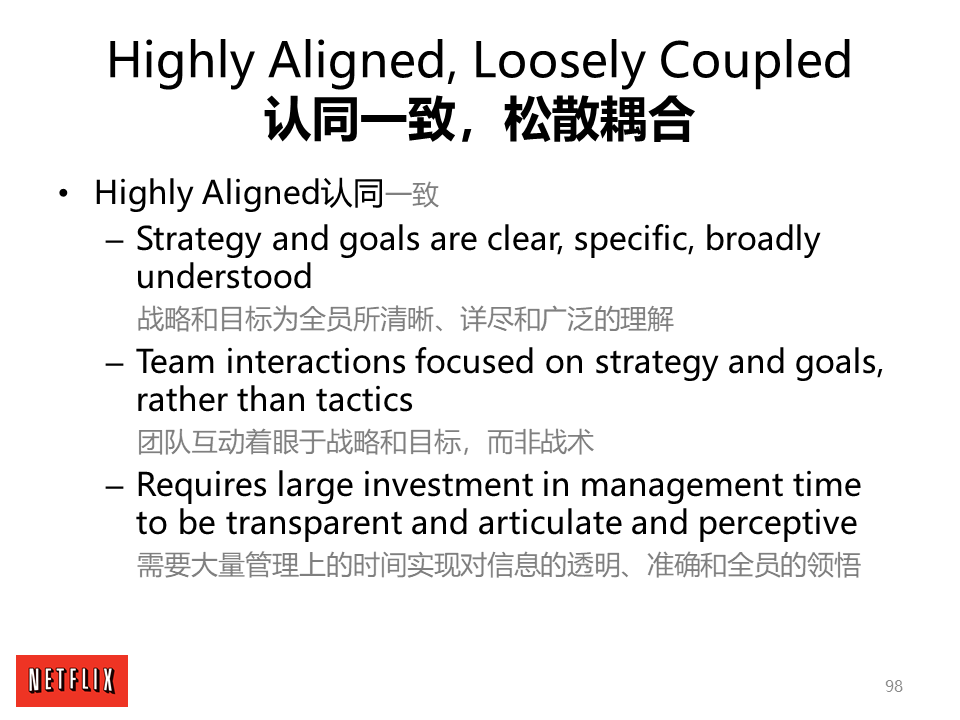 Highly Aligned, Loosely Coupled
认同一致，松散耦合
• Highly Aligned认同一致
– Strategy and goals are clear, specific, broadly
understood
战略和目标为全员所清晰、详尽和广泛的理解
– Team interactions focused on strategy and goals,
rather than tactics
团队互动着眼于战略和目标，而非战术
– Requires large investment in management time
to be transparent and articulate and perceptive
需要大量管理上的时间实现对信息的透明、准确和全员的领悟
NETFLIX
98